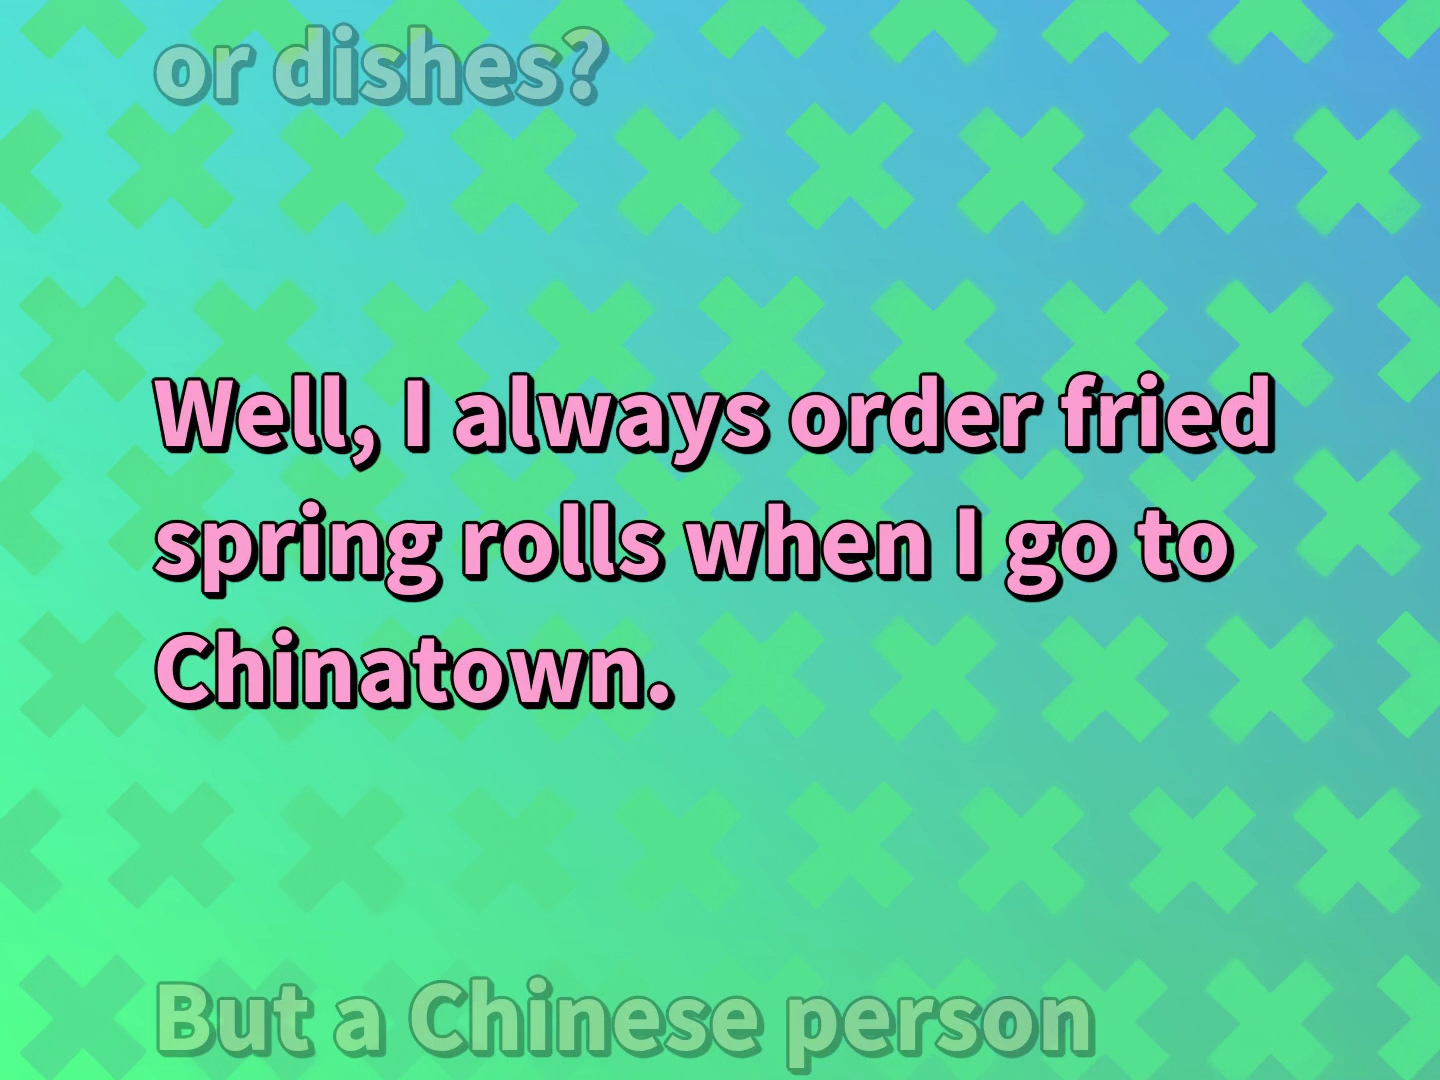 or dishes?
Well, I always order fried
spring rolls when I go to
Chinatown.
But a Chinese person